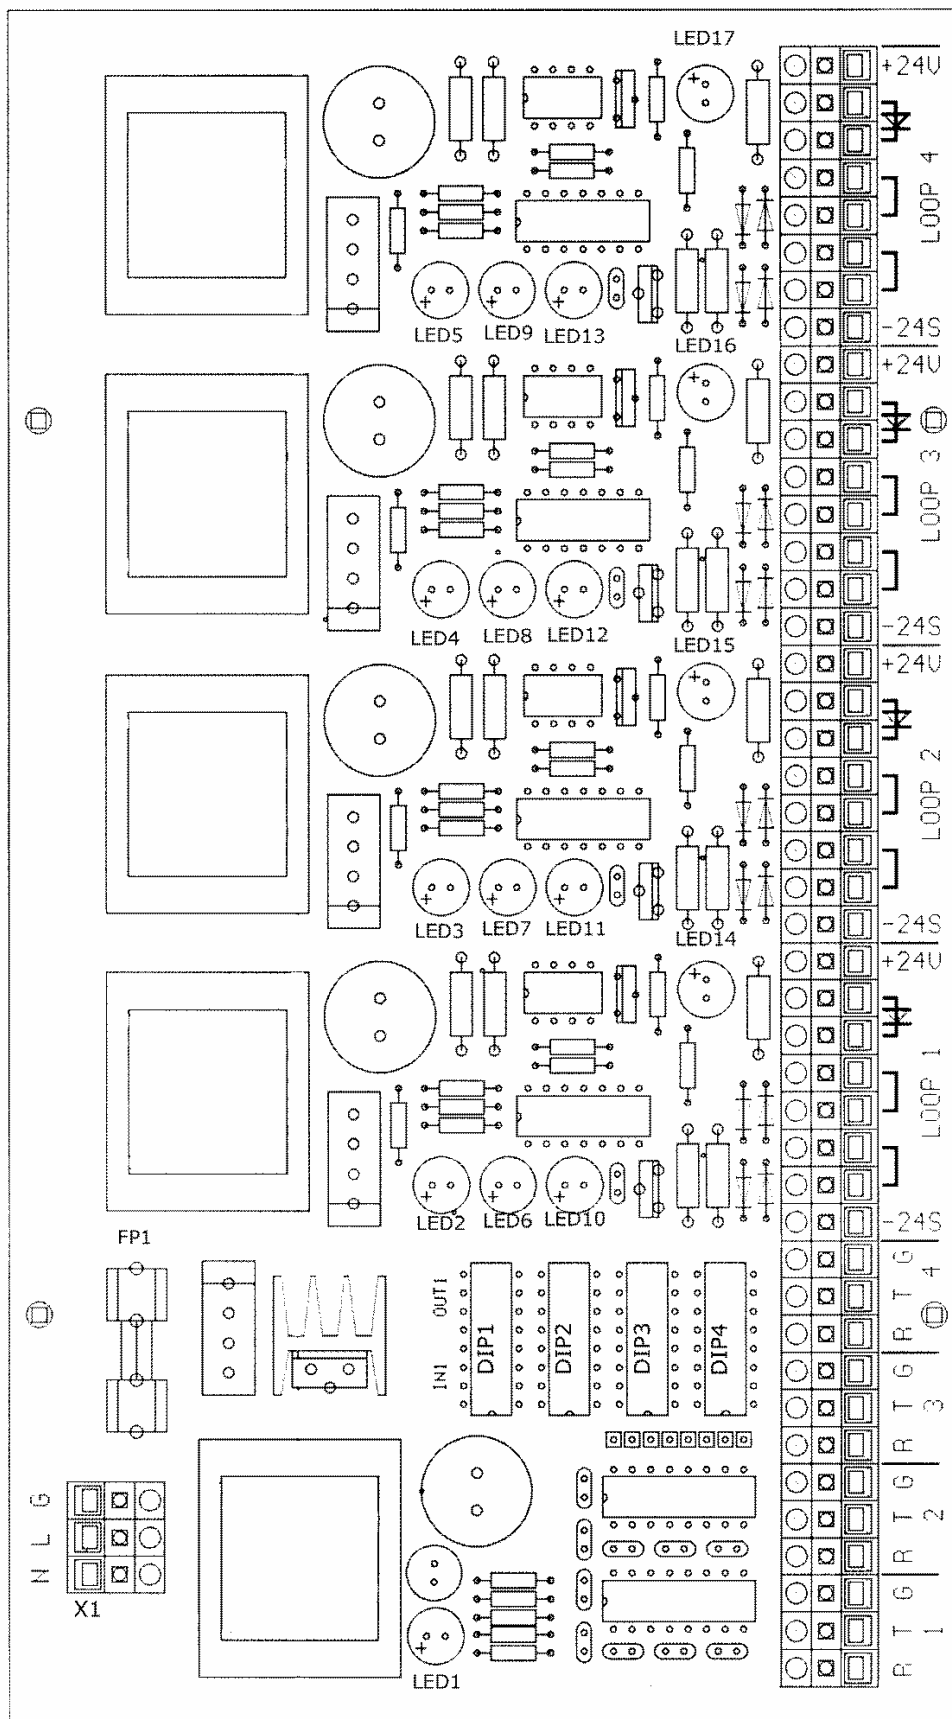 LED17
+24V
LOOP 4
LED5 LED9 LED13
-24S
LED16
+24V
LOOP 3
LED4 LED8 LED12
-24S
LED15
+24V
LOOP 2
LED3 LED7 LED11
-24S
LED14
+24V
LOOP 1
LED2 LED6 LED10
-24S
FP1
OUT1
IN1
DIP1 DIP2 DIP3 DIP4
R T G
4
R T G
3
R T G
2
R T G
1
N L G
X1
LED1